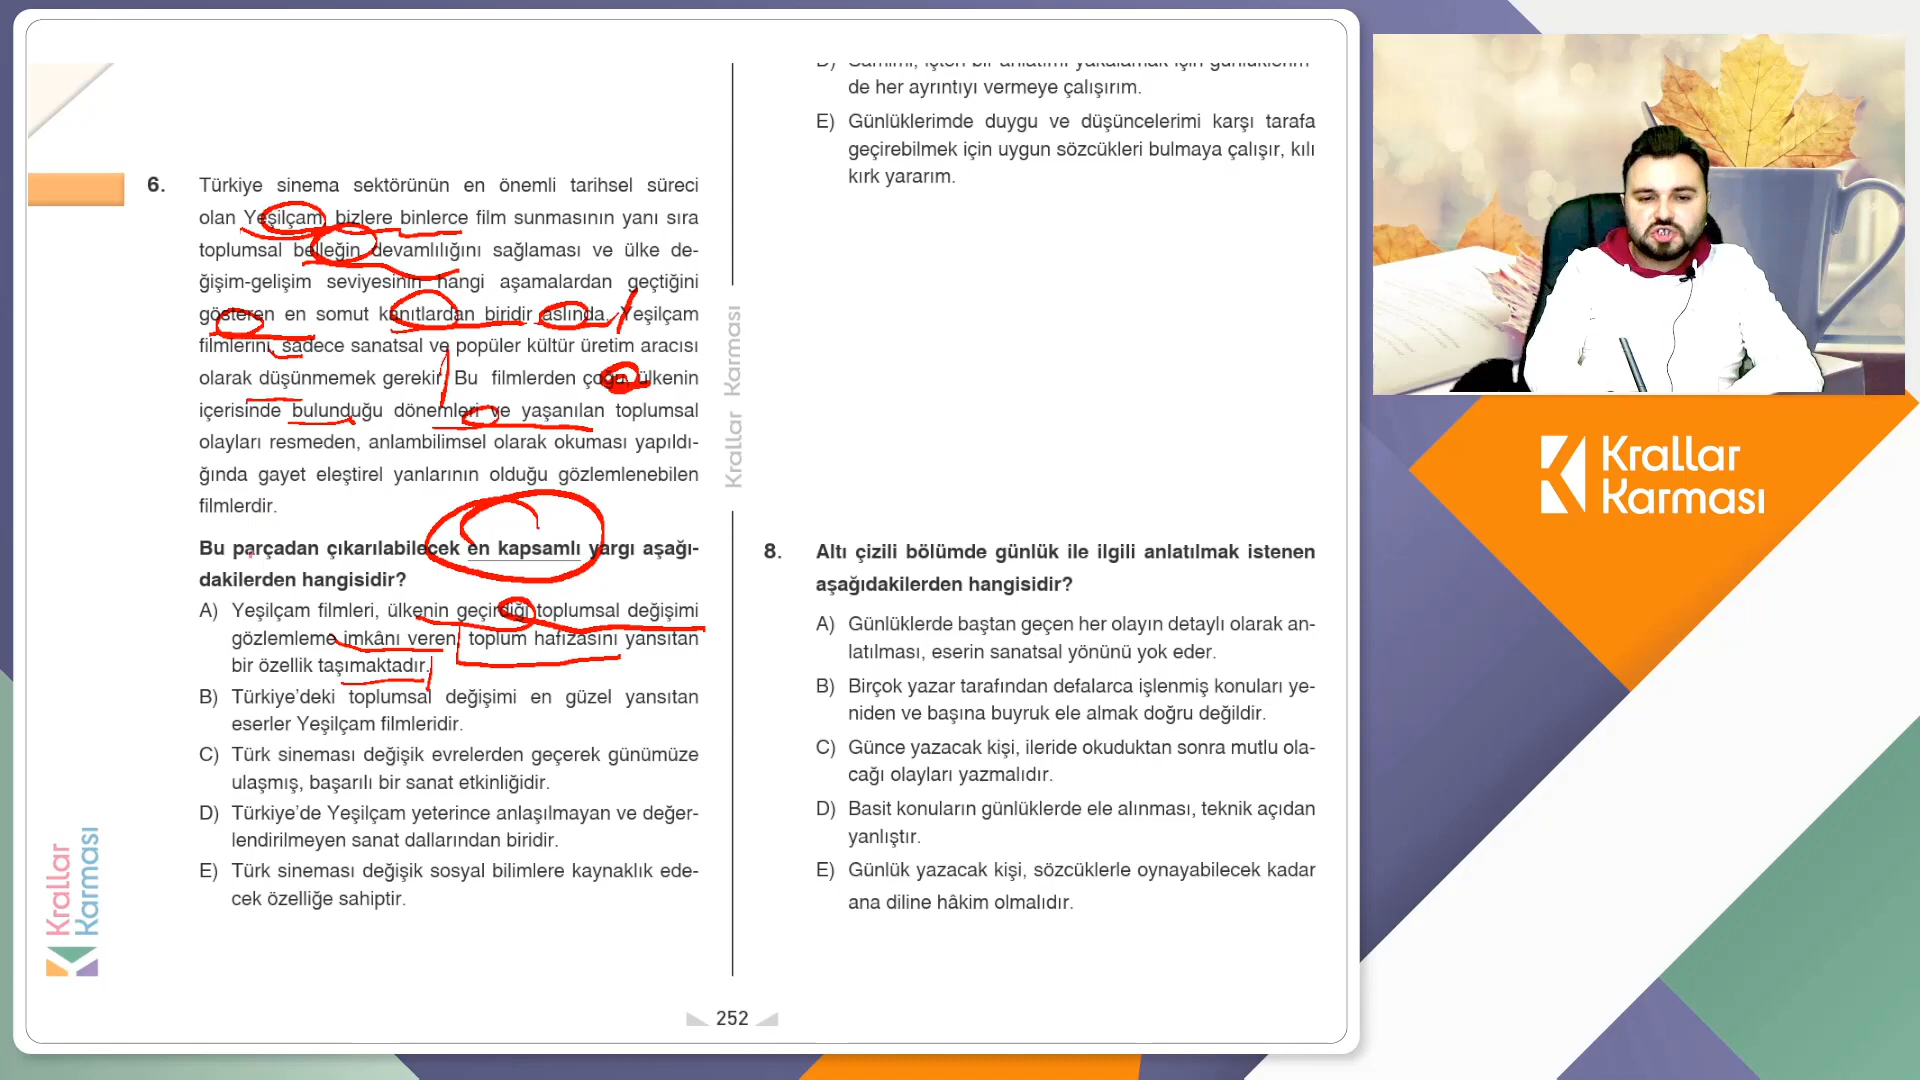 6. Türkiye sinema sektörünün en önemli tarihsel süreci
olan Yeşilçam, bizlere binlerce film sunmasının yanı sıra
toplumsal belleğin devamlılığını sağlaması ve ülke de-
ğişim-gelişim seviyesinin hangi aşamalardan geçtiğini
gösteren en somut kanıtlardan biridir aslında. Yeşilçam
filmlerini, sadece sanatsal ve popüler kültür üretim aracısı
olarak düşünmemek gerekir. Bu filmlerden çoğu, ülkenin
içerisinde bulunduğu dönemleri ve yaşanılan toplumsal
olayları resmeden, anlambilimsel olarak okuması yapıldı-
ğında gayet eleştirel yanlarının olduğu gözlemlenebilen
filmlerdir.
Bu parçadan çıkarılabilecek en kapsamlı yargı aşağı-
dakilerden hangisidir?
A) Yeşilçam filmleri, ülkenin geçirdiği toplumsal değişimi
gözlemleme imkânı veren, toplum hafızasını yansıtan
bir özellik taşımaktadır.
B) Türkiye’deki toplumsal değişimi en güzel yansıtan
eserler Yeşilçam filmleridir.
C) Türk sineması değişik evrelerden geçerek günümüze
ulaşmış, başarılı bir sanat etkinliğidir.
D) Türkiye’de Yeşilçam yeterince anlaşılmayan ve değer-
lendirilmeyen sanat dallarından biridir.
E) Türk sineması değişik sosyal bilimlere kaynaklık ede-
cek özelliğe sahiptir.
Krallar Karması
D) Samimi, içten bir anlatımı yakalamak için günlüklerim-
de her ayrıntıyı vermeye çalışırım.
E) Günlüklerimde duygu ve düşüncelerimi karşı tarafa
geçirebilmek için uygun sözcükleri bulmaya çalışır, kılı
kırk yararım.
8. Altı çizili bölümde günlük ile ilgili anlatılmak istenen
aşağıdakilerden hangisidir?
A) Günlüklerde baştan geçen her olayın detaylı olarak an-
latılması, eserin sanatsal yönünü yok eder.
B) Birçok yazar tarafından defalarca işlenmiş konuları ye-
niden ve başına buyruk ele almak doğru değildir.
C) Günce yazacak kişi, ileride okuduktan sonra mutlu ola-
cağı olayları yazmalıdır.
D) Basit konuların günlüklerde ele alınması, teknik açıdan
yanlıştır.
E) Günlük yazacak kişi, sözcüklerle oynayabilecek kadar
ana diline hâkim olmalıdır.
Krallar
Karması
252
Krallar
Karması